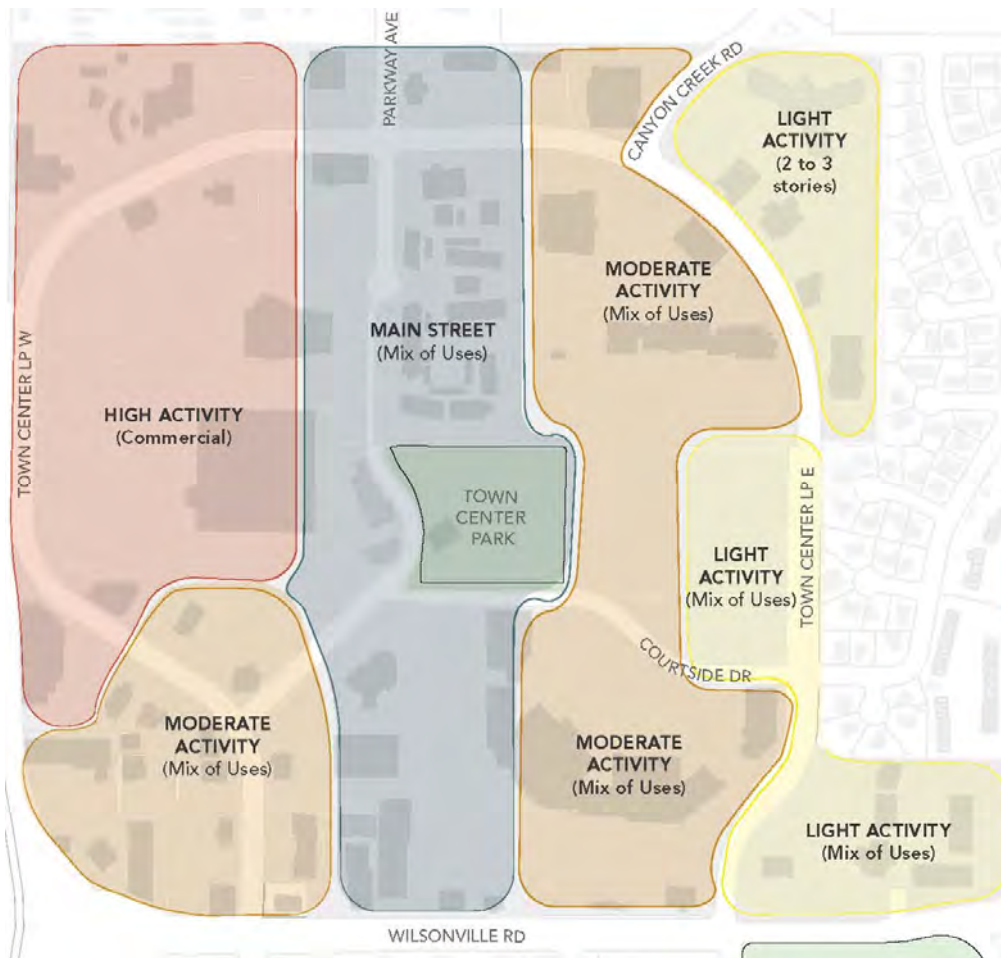 PARKWAY AVE
CANYON CREEK RD
LIGHT
ACTIVITY
(2 to 3
stories)
MODERATE
ACTIVITY
(Mix of Uses)
MAIN STREET
(Mix of Uses)
TOWN CENTER LP W
HIGH ACTIVITY
(Commercial)
TOWN
CENTER
PARK
LIGHT
ACTIVITY
(Mix of Uses)
TOWN CENTER LP E
COURTSIDE DR
MODERATE
ACTIVITY
(Mix of Uses)
MODERATE
ACTIVITY
(Mix of Uses)
LIGHT ACTIVITY
(Mix of Uses)
WILSONVILLE RD